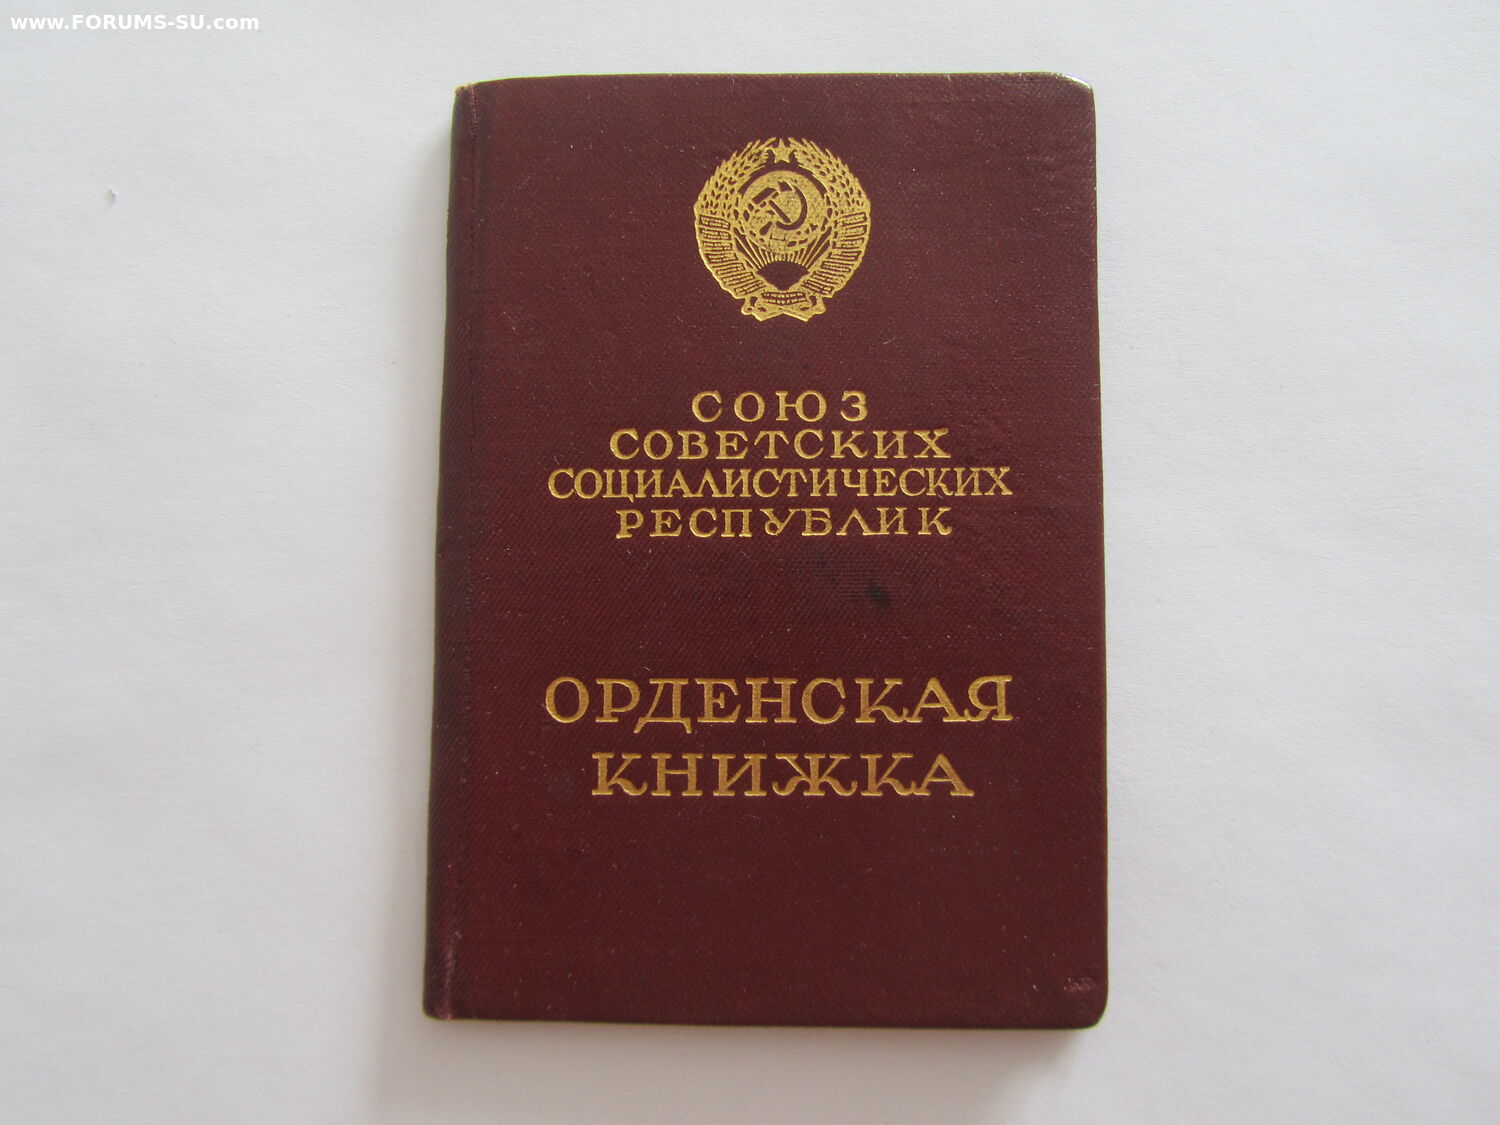 www.FORUMS-SU.com
СОЮЗ
СОВЕТСКИХ
СОЦИАЛИСТИЧЕСКИХ
РЕСПУБЛИК
ОРДЕНСКАЯ
КНИЖКА